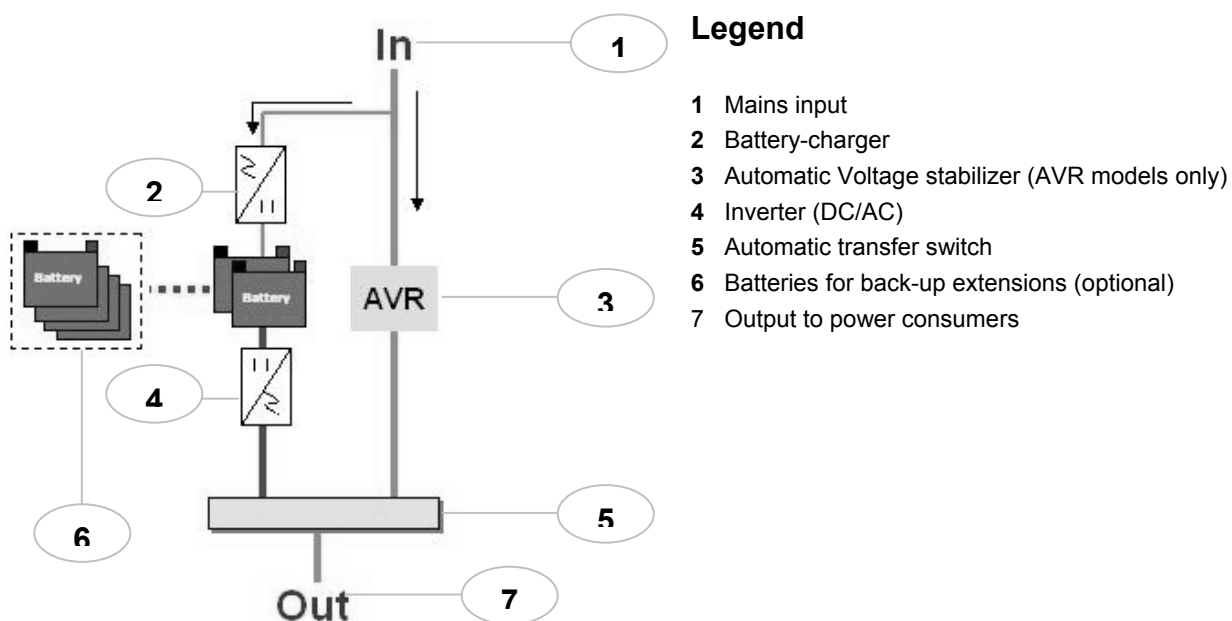 In
1
2
Battery
Battery
AVR
3
4
5
6
Out
7
Legend
1 Mains input
2 Battery-charger
3 Automatic Voltage stabilizer (AVR models only)
4 Inverter (DC/AC)
5 Automatic transfer switch
6 Batteries for back-up extensions (optional)
7 Output to power consumers